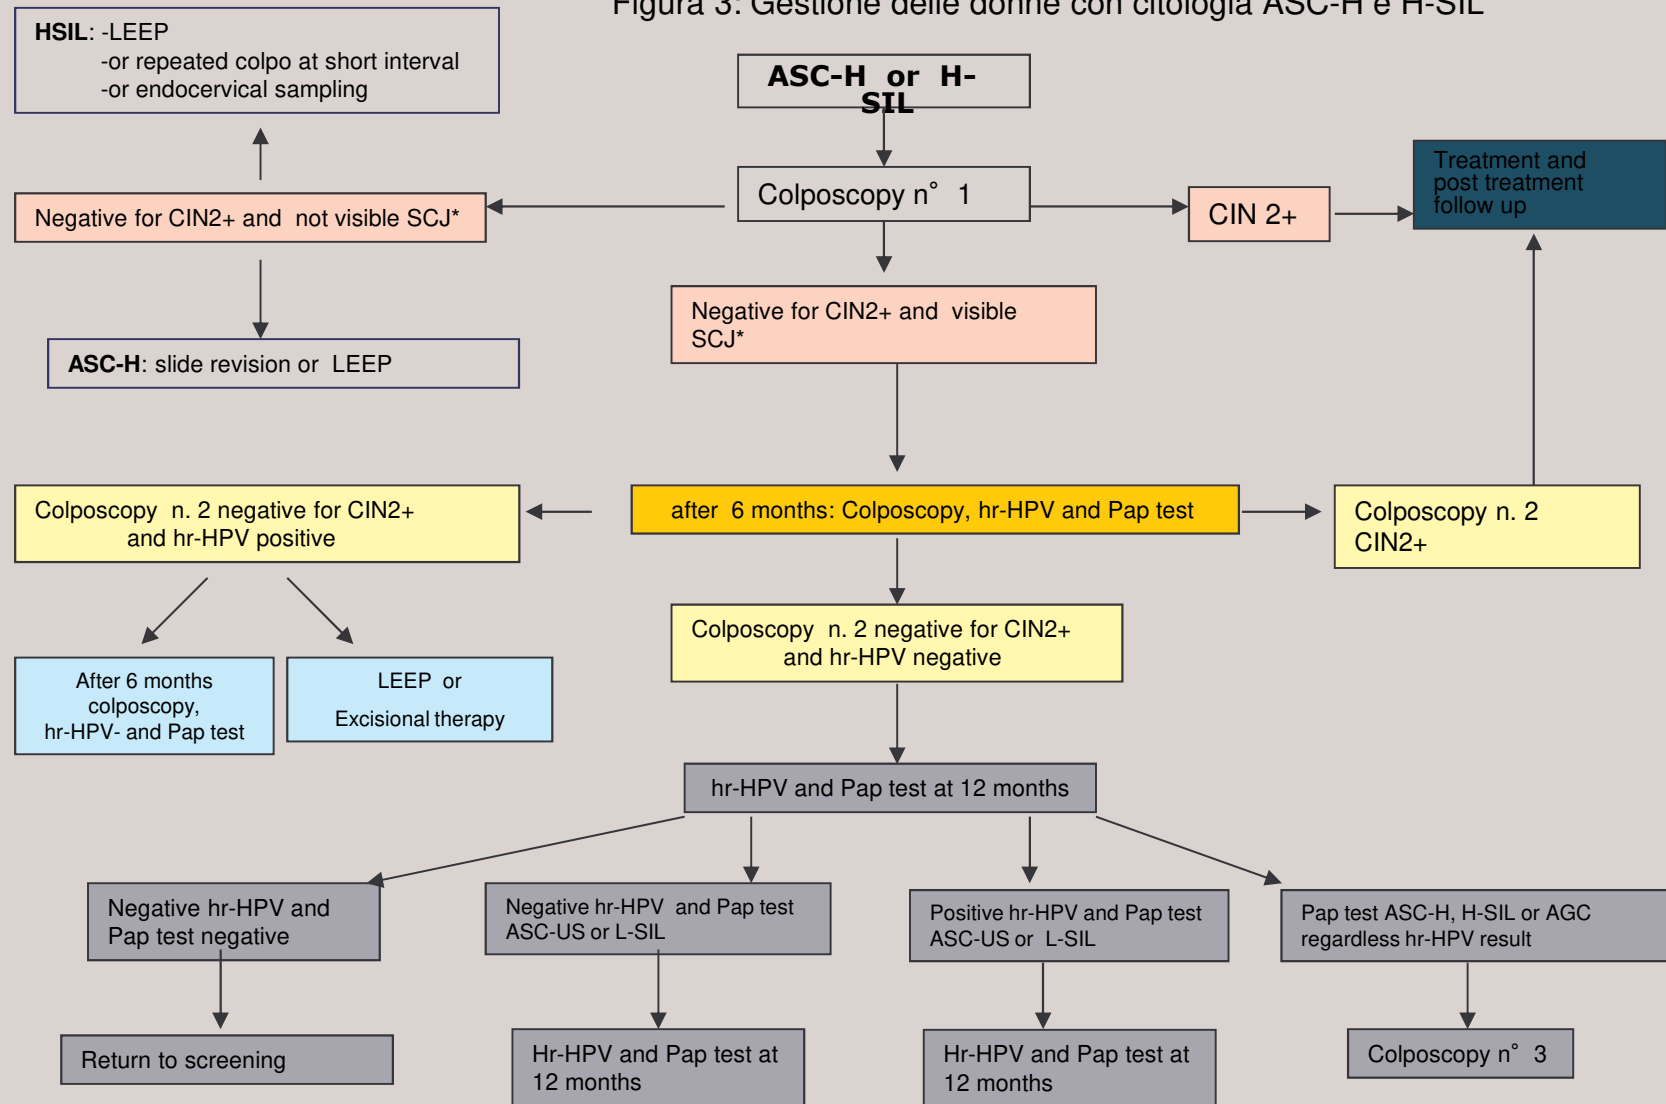 Figura 3: Gestione delle donne con citologia ASC-H e H-SIL
HSIL: -LEEP
-or repeated colpo at short interval
-or endocervical sampling
ASC-H or H-
SIL
Colposcopy n° 1
Treatment and
post treatment
follow up
CIN 2+
Negative for CIN2+ and not visible SCJ*
Negative for CIN2+ and visible
SCJ*
ASC-H: slide revision or LEEP
Colposcopy n. 2 negative for CIN2+
and hr-HPV positive
after 6 months: Colposcopy, hr-HPV and Pap test
Colposcopy n. 2
CIN2+
Colposcopy n. 2 negative for CIN2+
and hr-HPV negative
After 6 months
colposcopy,
hr-HPV- and Pap test
LEEP or
Excisional therapy
hr-HPV and Pap test at 12 months
Negative hr-HPV and
Pap test negative
Negative hr-HPV and Pap test
ASC-US or L-SIL
Positive hr-HPV and Pap test
ASC-US or L-SIL
Pap test ASC-H, H-SIL or AGC
regardless hr-HPV result
Return to screening
Hr-HPV and Pap test at
12 months
Hr-HPV and Pap test at
12 months
Colposcopy n° 3